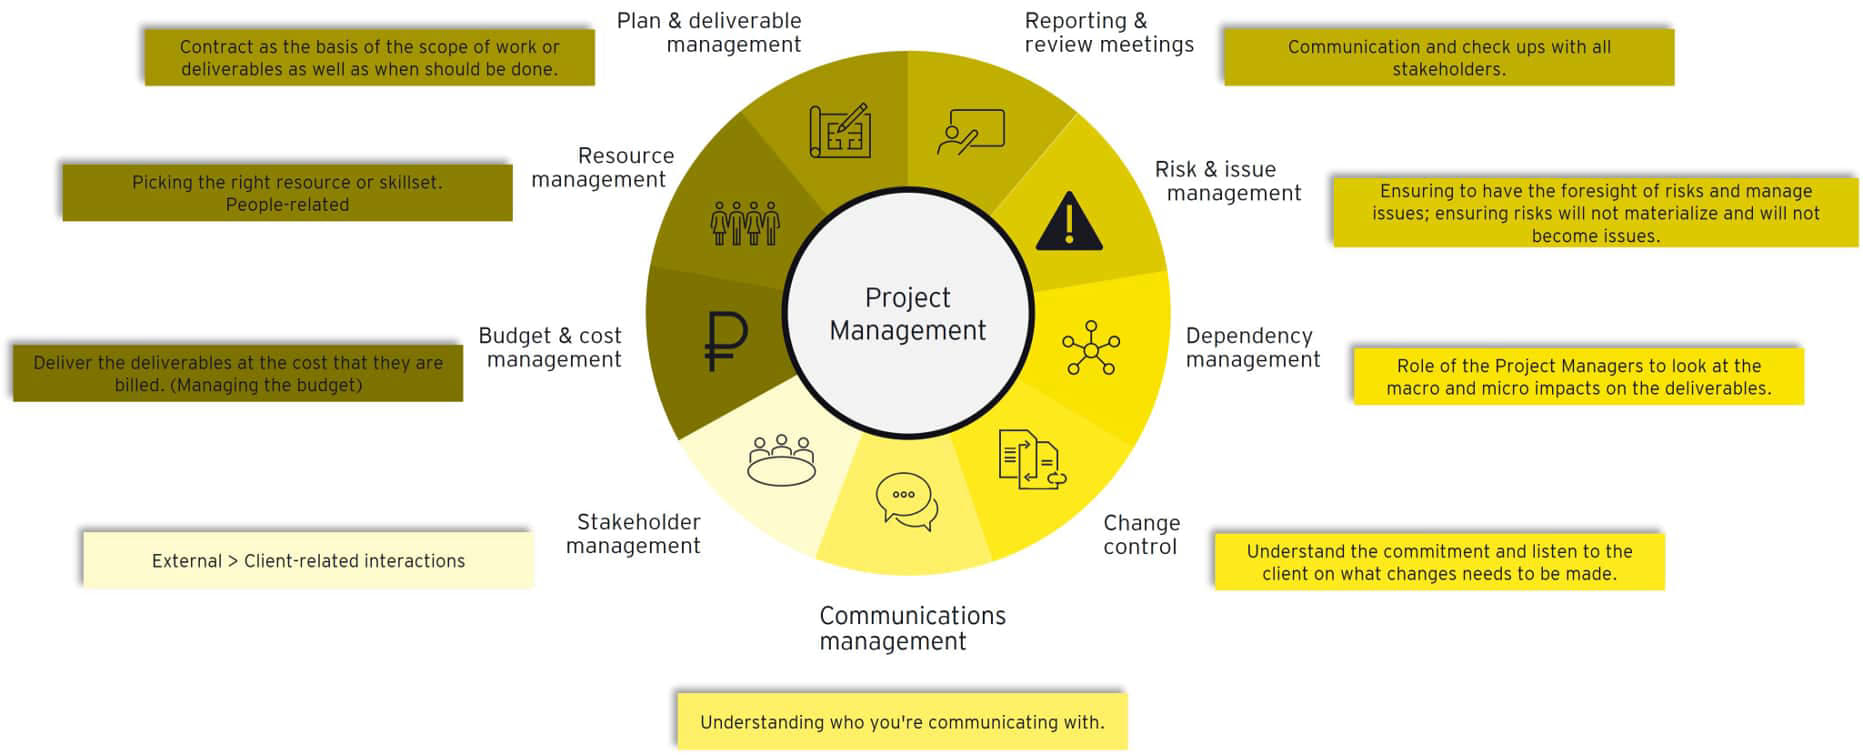 Plan & deliverable
management
Contract as the basis of the scope of work or
deliverables as well as when should be done.
Reporting &
review meetings
Communication and check ups with all
stakeholders.
Resource
management
Picking the right resource or skillset.
People-related
Risk & issue
management
Ensuring to have the foresight of risks and manage
issues; ensuring risks will not materialize and will not
become issues.
Project
Management
Budget & cost
management
Deliver the deliverables at the cost that they are
billed. (Managing the budget)
₽
Dependency
management
Role of the Project Managers to look at the
macro and micro impacts on the deliverables.
Stakeholder
management
External > Client-related interactions
Change
control
Understand the commitment and listen to the
client on what changes needs to be made.
Communications
management
Understanding who you're communicating with.